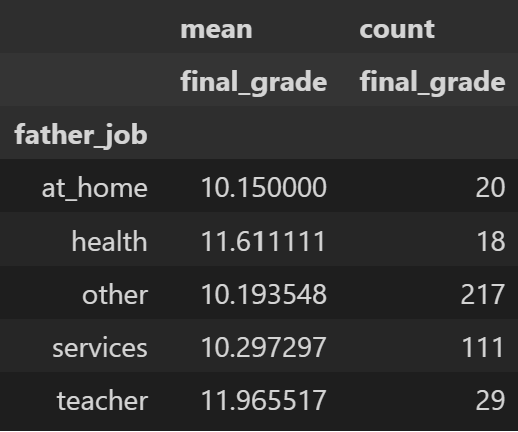 mean count
final_grade final_grade
father_job
at_home 10.150000 20
health 11.611111 18
other 10.193548 217
services 10.297297 111
teacher 11.965517 29